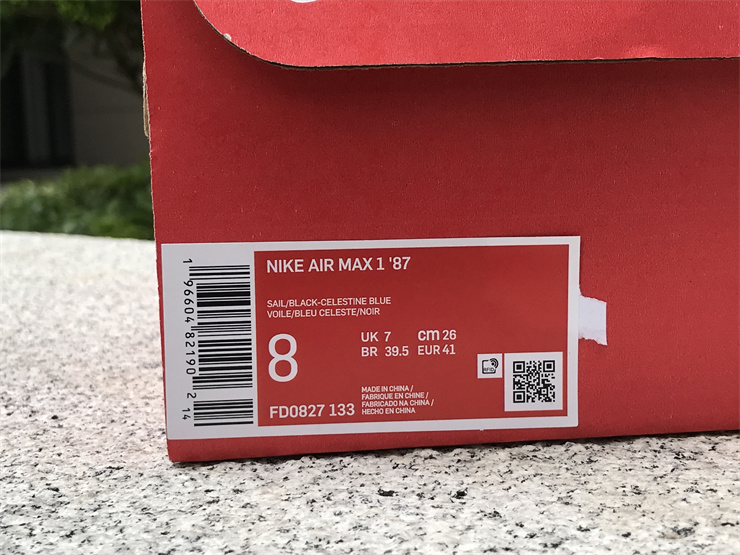 NIKE AIR MAX 1 '87
SAIL/BLACK-CELESTINE BLUE
VOILE/BLEU CELESTE/NOIR
8
UK 7 cm 26
BR 39.5 EUR 41
FD0827 133
MADE IN CHINA /
FABRIQUE EN CHINE /
FABRICADO NA CHINA /
HECHO EN CHINA
RFID
1 96604 82190 2 14